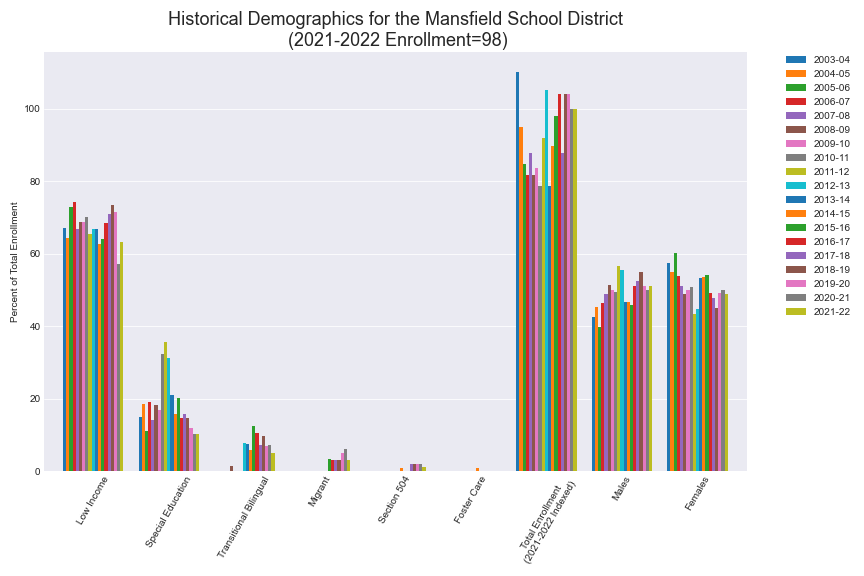 Historical Demographics for the Mansfield School District
(2021-2022 Enrollment=98)
Percent of Total Enrollment
100
80
60
40
20
0
Low Income
Special Education
Transitional Bilingual
Migrant
Section 504
Foster Care
Total Enrollment
(2021-2022 Indexed)
Males
Females
2003-04
2004-05
2005-06
2006-07
2007-08
2008-09
2009-10
2010-11
2011-12
2012-13
2013-14
2014-15
2015-16
2016-17
2017-18
2018-19
2019-20
2020-21
2021-22